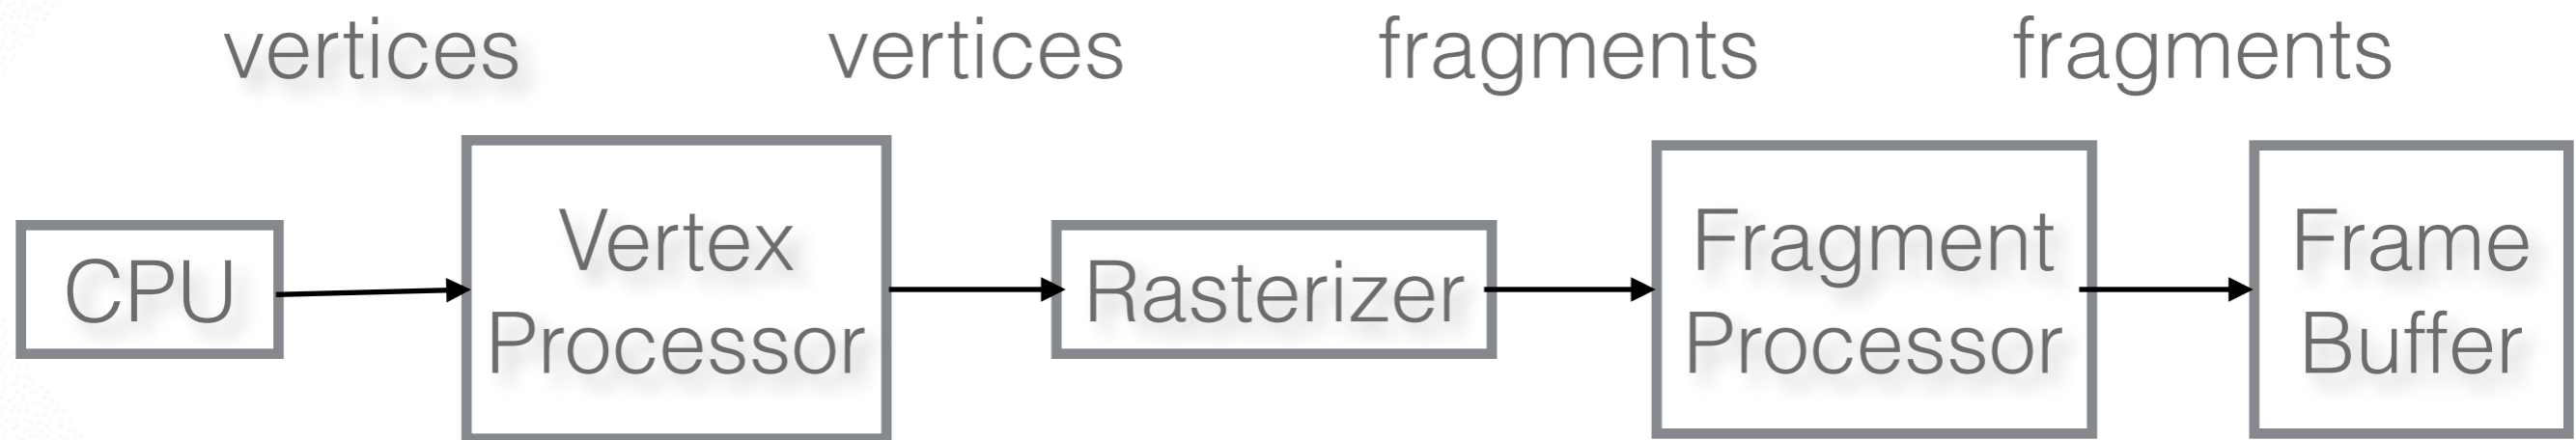 vertices vertices fragments fragments
CPU
Vertex
Processor
Rasterizer
Fragment
Processor
Frame
Buffer